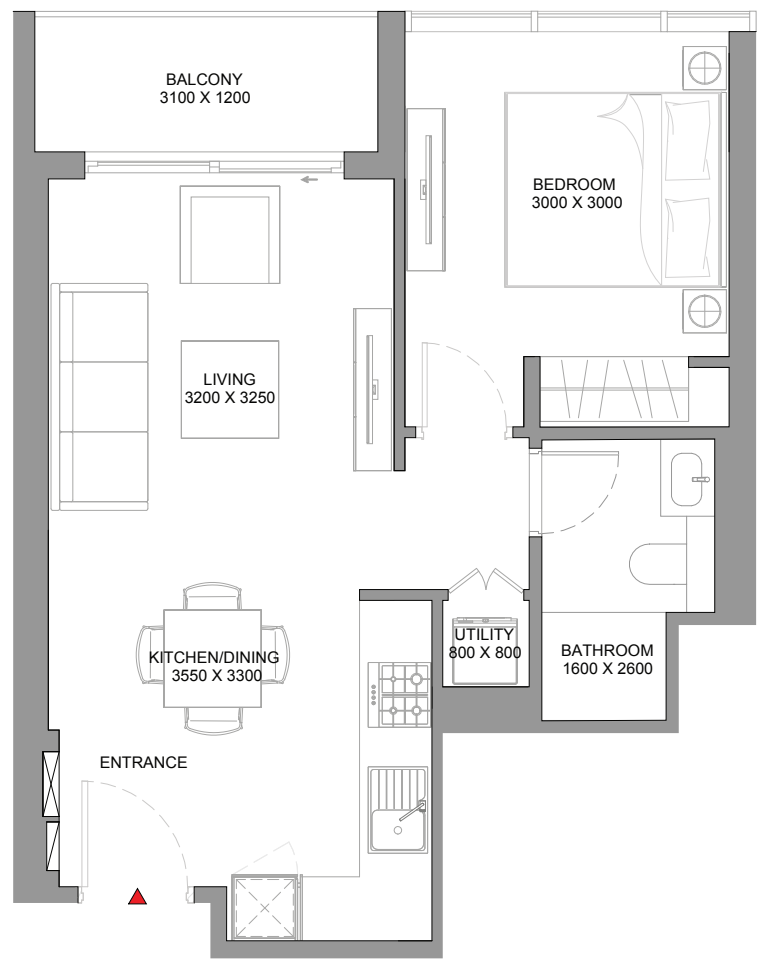 BALCONY
3100 X 1200
BEDROOM
3000 X 3000
LIVING
3200 X 3250
KITCHEN/DINING
3550 X 3300
UTILITY
800 X 800
BATHROOM
1600 X 2600
ENTRANCE